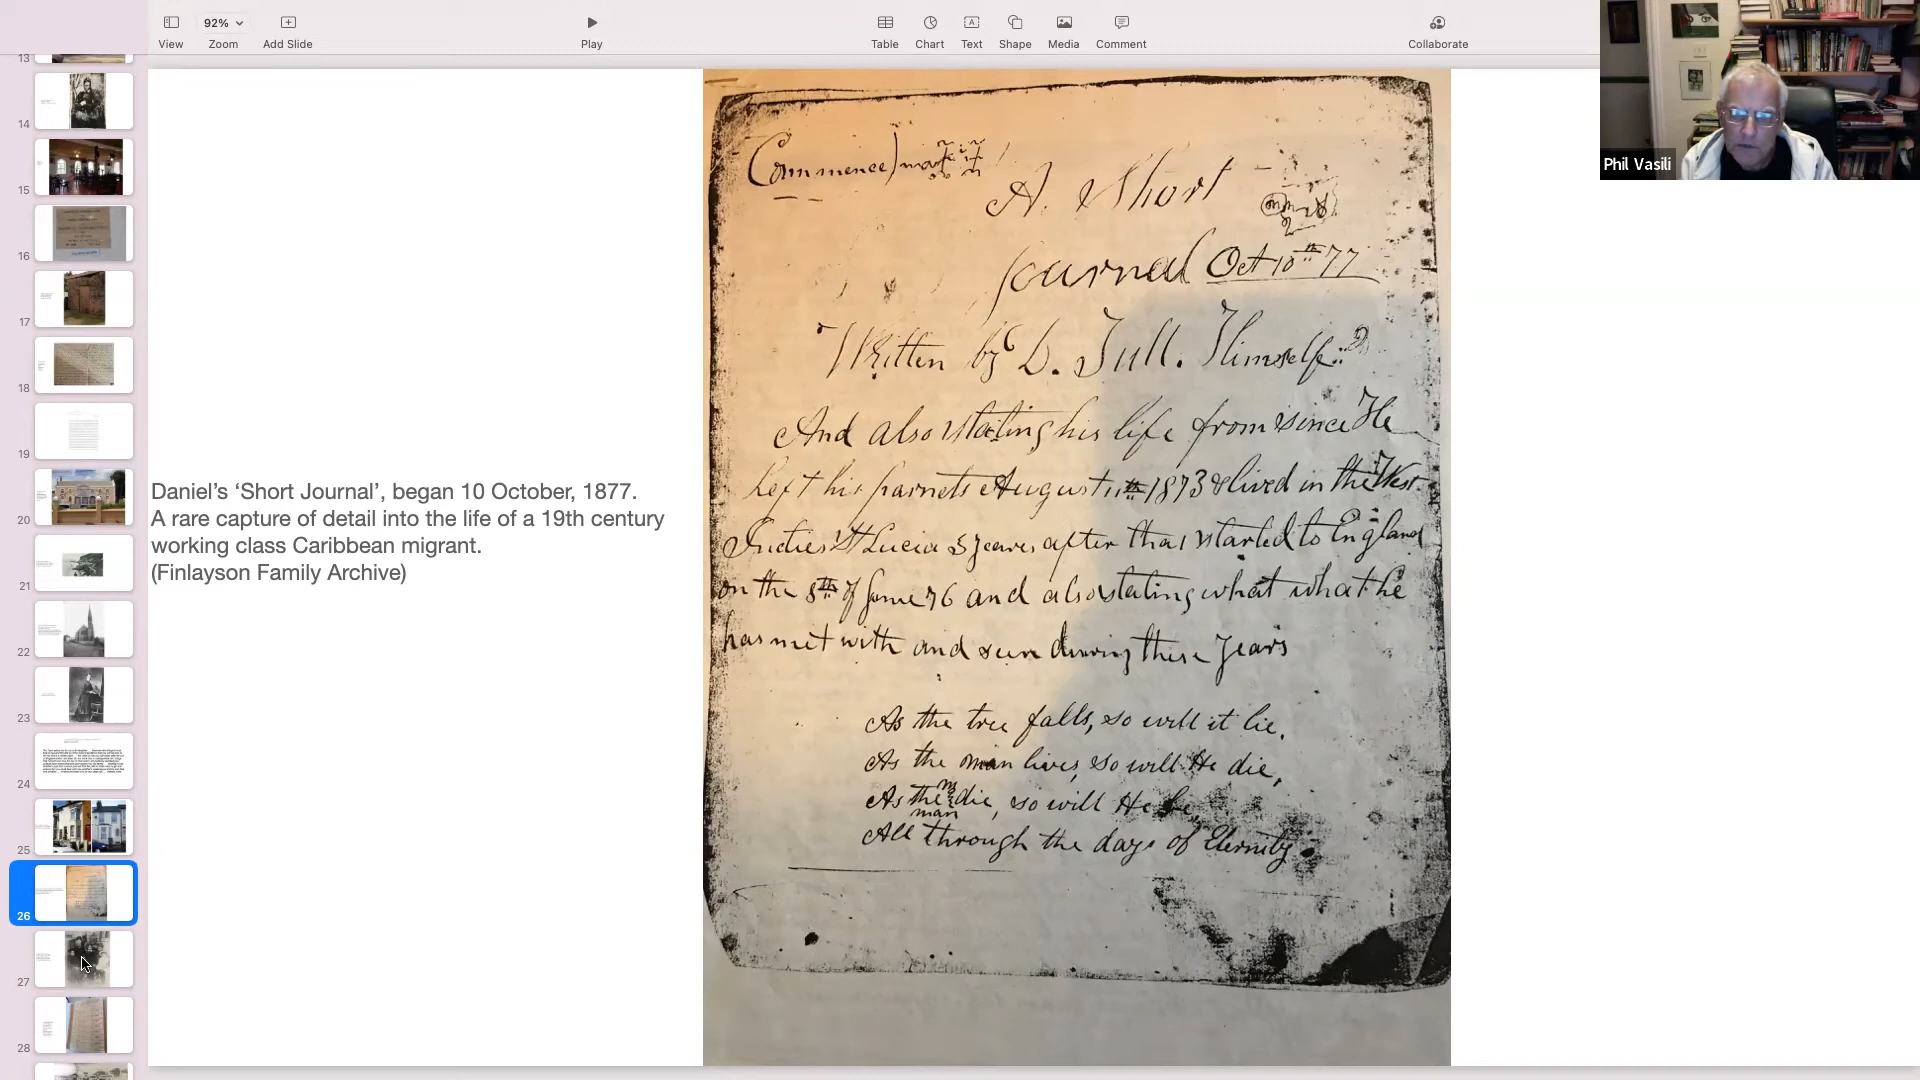 92%
View
Zoom
Add Slide
Play
Table
Chart
Text
Shape
Media
Comment
Collaborate
Phil Vasili
13
14
15
16
17
18
19
20
21
22
23
24
25
26
27
28
Daniel’s ‘Short Journal’, began 10 October, 1877.
A rare capture of detail into the life of a 19th century
working class Caribbean migrant.
(Finlayson Family Archive)
Commence
A. Short
Journal Oct 10th 77
Written by D. Tull. Himself
And also stating his life from since He
Left his parnets August 11th 1873 & lived in the West
Indies St Lucia 3 years after that started to England
on the 8th of June 76 and also stating what what he
has met with and seen during these years
As the tree falls, so will it lie,
As the man lives, so will He die,
As the man die, so will He be,
All through the days of Eternity.